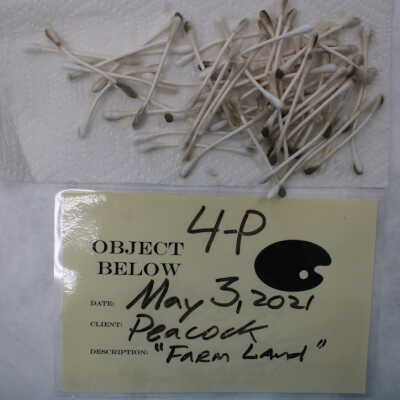 4-P
OBJECT
BELOW
DATE: May 3, 2021
CLIENT: Peacock
DESCRIPTION: "Farm Land"